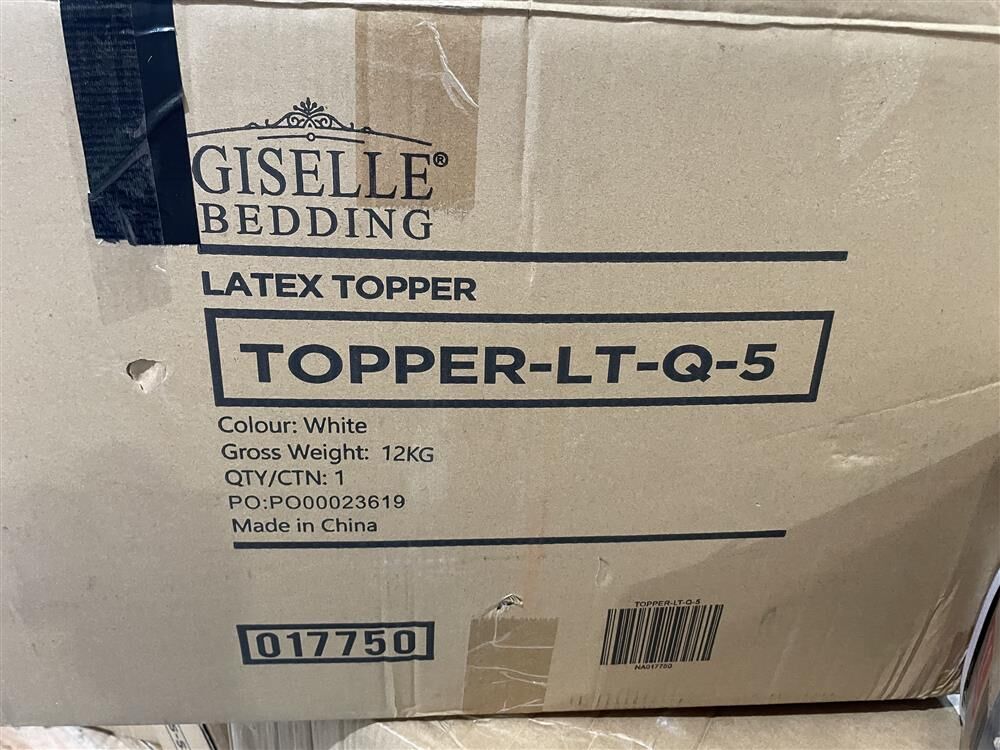 GISELLE®
BEDDING
LATEX TOPPER
TOPPER-LT-Q-5
Colour: White
Gross Weight: 12KG
QTY/CTN: 1
PO:PO00023619
Made in China
017750
TOPPER-LT-Q-5
NA017750